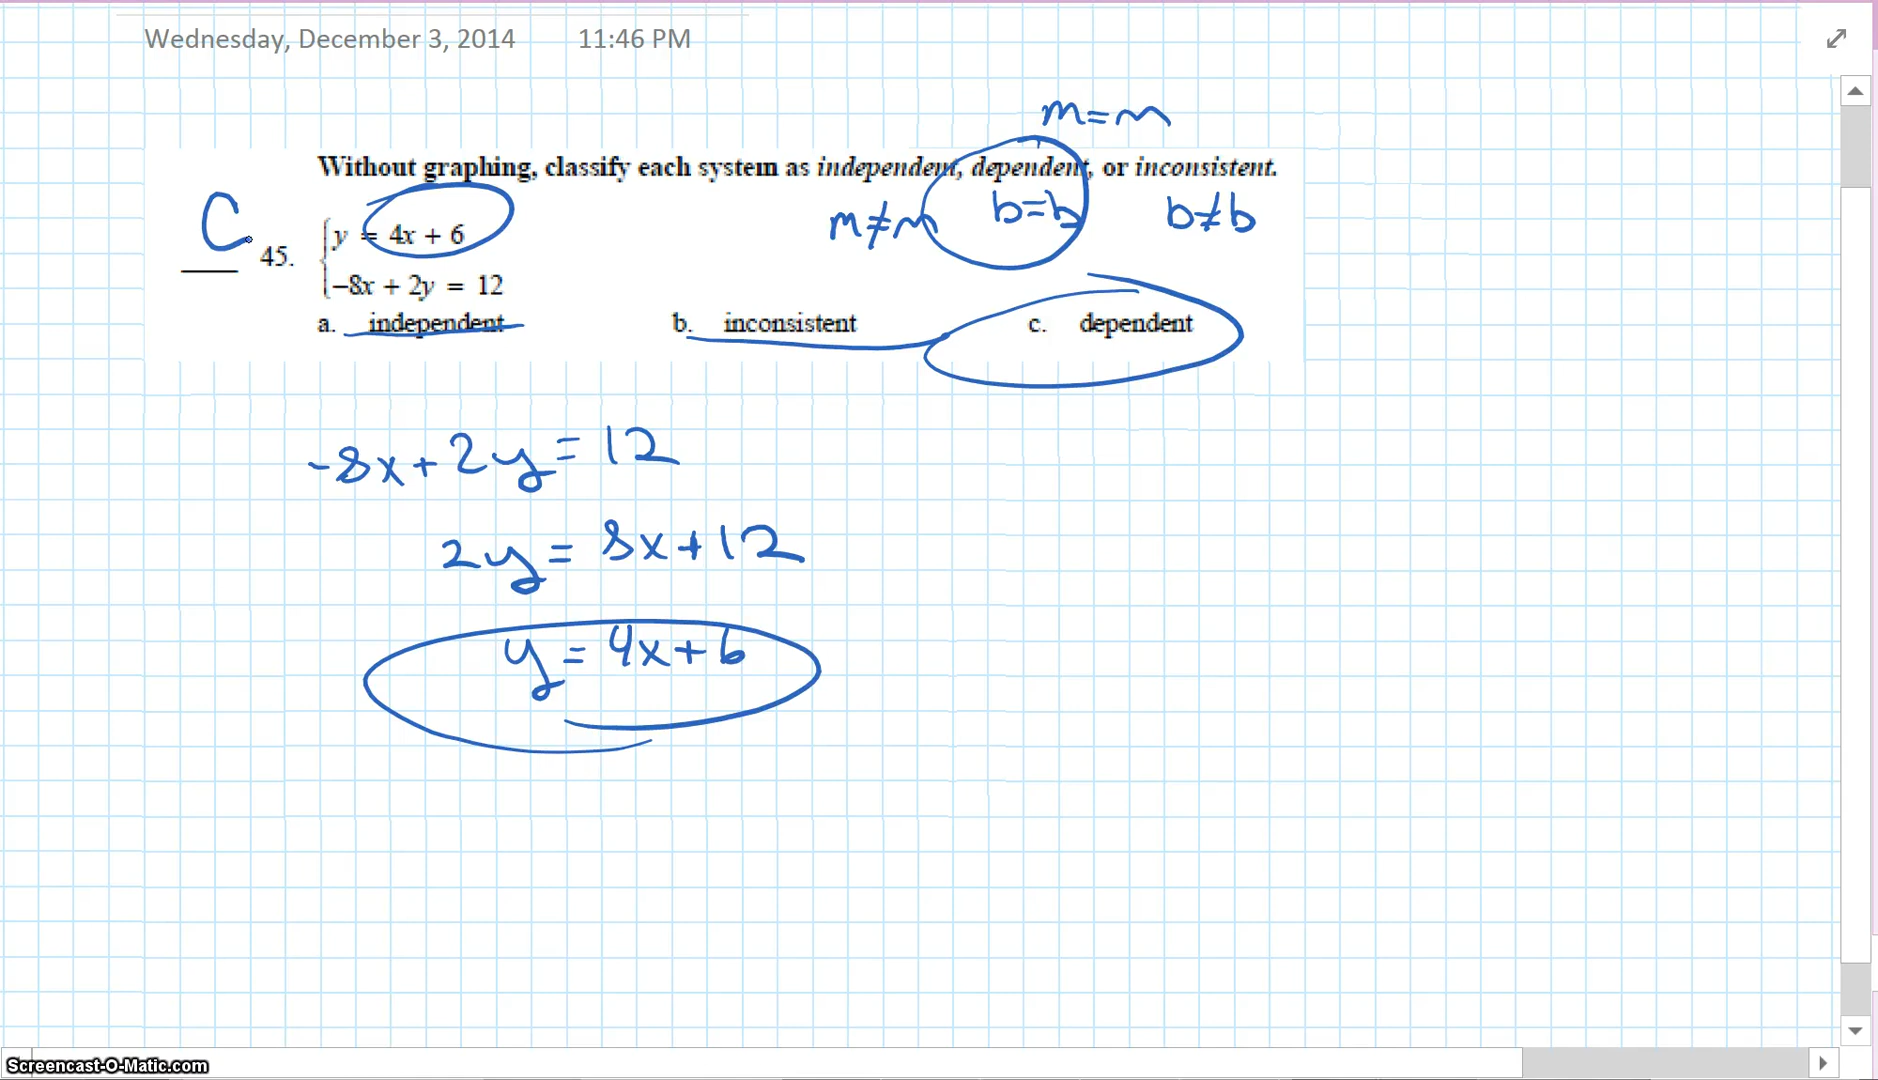 Wednesday, December 3, 2014 11:46 PM
m=m
Without graphing, classify each system as independent, dependent, or inconsistent.
m≠m b=b b≠b
C
45. y = 4x + 6
−8x + 2y = 12
a. independent b. inconsistent c. dependent
-8x+2y=12
2y=8x+12
y=4x+6
Screencast-O-Matic.com